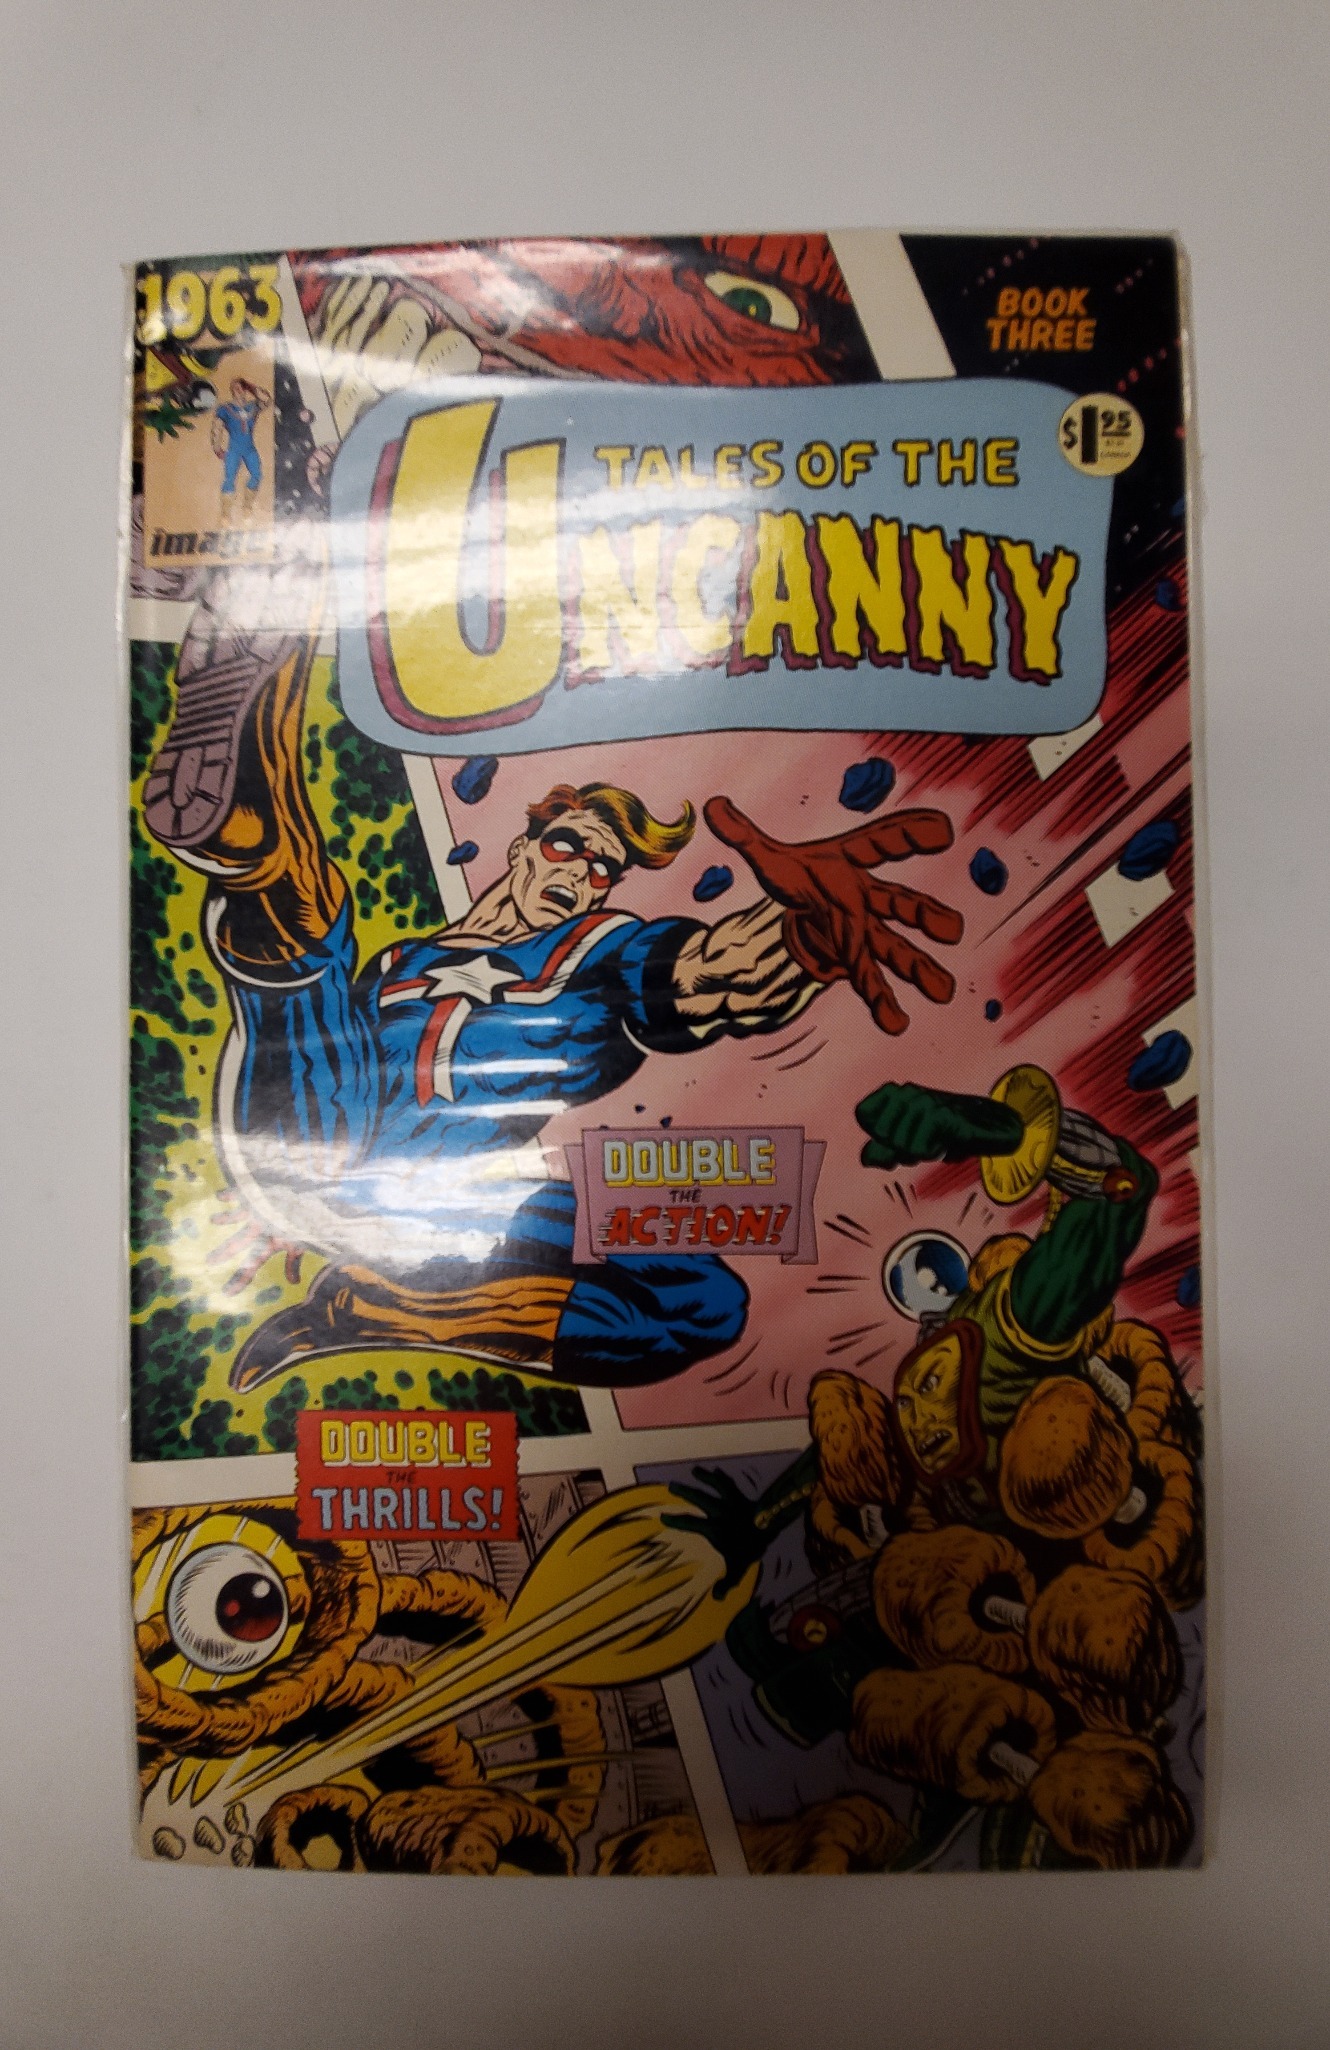 1963
BOOK
THREE
$1.95
TALES OF THE
UNCANNY
image
DOUBLE
THE
ACTION!
DOUBLE
THE
THRILLS!